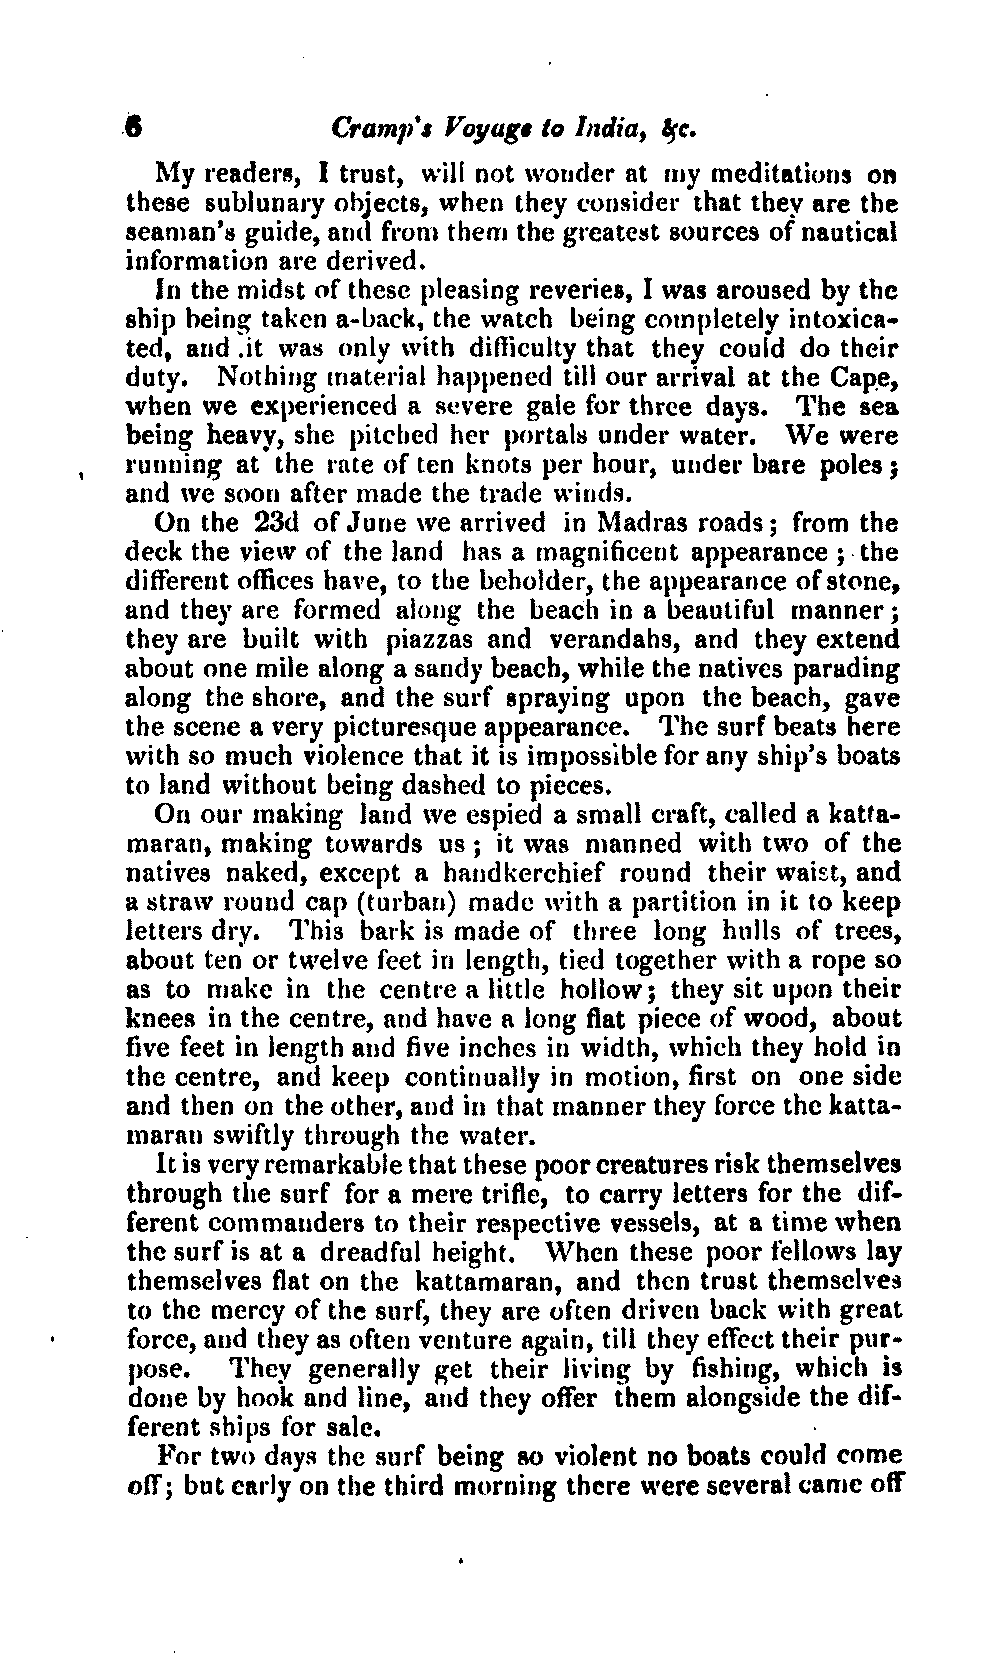 6 Cramp's Voyage to India, &c.
My readers, I trust, will not wonder at my meditations on
these sublunary objects, when they consider that they are the
seaman's guide, and from them the greatest sources of nautical
information are derived.
In the midst of these pleasing reveries, I was aroused by the
ship being taken a-back, the watch being completely intoxica-
ted, and it was only with difficulty that they could do their
duty. Nothing material happened till our arrival at the Cape,
when we experienced a severe gale for three days. The sea
being heavy, she pitched her portals under water. We were
running at the rate of ten knots per hour, under bare poles;
and we soon after made the trade winds.
On the 23d of June we arrived in Madras roads; from the
deck the view of the land has a magnificent appearance; the
different offices have, to the beholder, the appearance of stone,
and they are formed along the beach in a beautiful manner;
they are built with piazzas and verandahs, and they extend
about one mile along a sandy beach, while the natives parading
along the shore, and the surf spraying upon the beach, gave
the scene a very picturesque appearance. The surf beats here
with so much violence that it is impossible for any ship's boats
to land without being dashed to pieces.
On our making land we espied a small craft, called a katta-
maran, making towards us; it was manned with two of the
natives naked, except a handkerchief round their waist, and
a straw round cap (turban) made with a partition in it to keep
letters dry. This bark is made of three long hulls of trees,
about ten or twelve feet in length, tied together with a rope so
as to make in the centre a little hollow; they sit upon their
knees in the centre, and have a long flat piece of wood, about
five feet in length and five inches in width, which they hold in
the centre, and keep continually in motion, first on one side
and then on the other, and in that manner they force the katta-
maran swiftly through the water.
It is very remarkable that these poor creatures risk themselves
through the surf for a mere trifle, to carry letters for the dif-
ferent commanders to their respective vessels, at a time when
the surf is at a dreadful height. When these poor fellows lay
themselves flat on the kattamaran, and then trust themselves
to the mercy of the surf, they are often driven back with great
force, and they as often venture again, till they effect their pur-
pose. They generally get their living by fishing, which is
done by hook and line, and they offer them alongside the dif-
ferent ships for sale.
For two days the surf being so violent no boats could come
off; but early on the third morning there were several came off